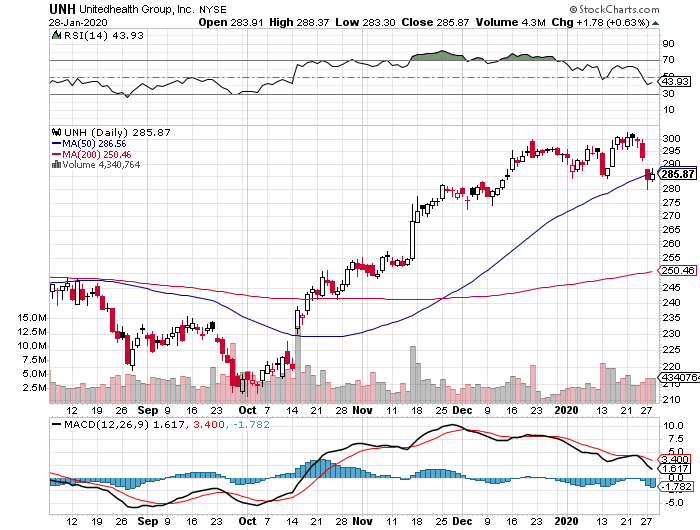 UNH Unitedhealth Group, Inc. NYSE © StockCharts.com
28-Jan-2020 Open 283.91 High 288.37 Low 283.30 Close 285.87 Volume 4.3M Chg +1.78 (+0.63%)
RSI(14) 43.93
90
70
50
43.93
30
10
UNH (Daily) 285.87
MA(50) 286.56
MA(200) 250.46
Volume 4,340,764
300
295
290
285.87
280
275
270
265
260
255
250.46
245
240
235
230
225
220
215
210
15.0M
12.5M
10.0M
7.5M
5.0M
2.5M
4340764
12 19 26 Sep 9 16 23 Oct 7 14 21 28 Nov 11 18 25 Dec 9 16 23 2020 13 21 27
MACD(12,26,9) 1.617, 3.400, -1.782
10.0
7.5
5.0
3.400
1.617
0.0
-1.782
-5.0
12 19 26 Sep 9 16 23 Oct 7 14 21 28 Nov 11 18 25 Dec 9 16 23 2020 13 21 27